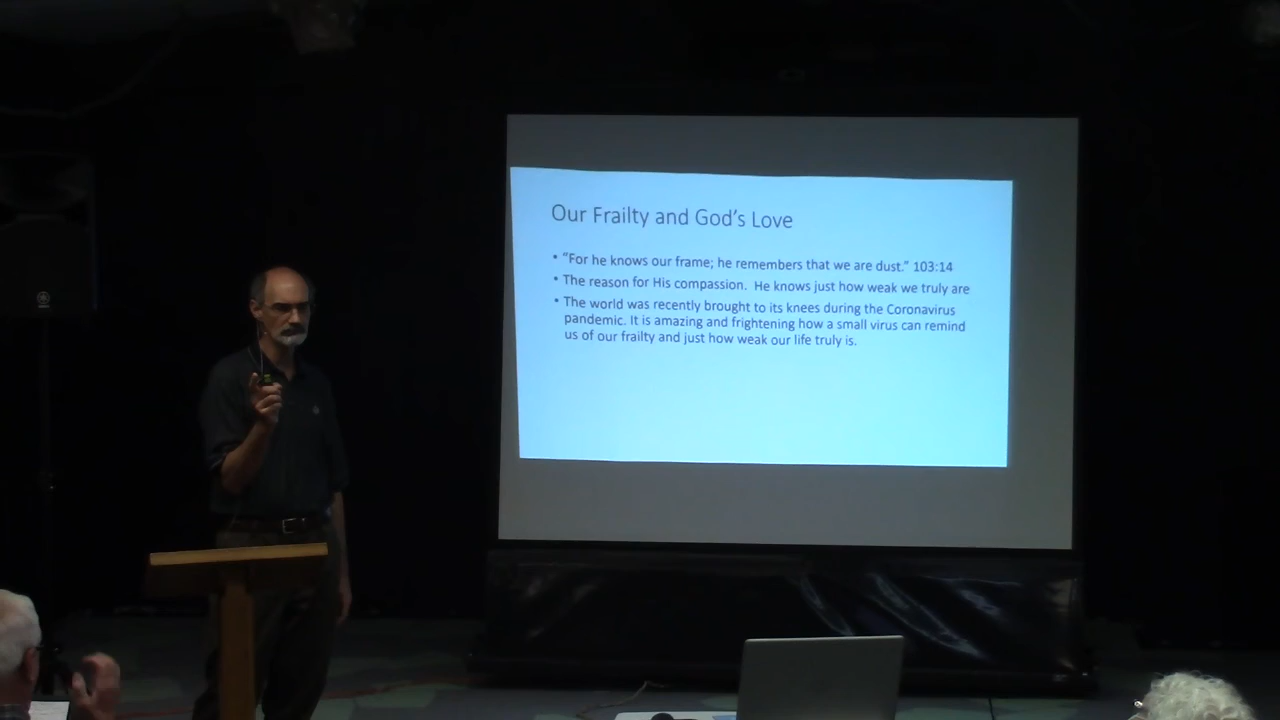 Our Frailty and God's Love
• "For he knows our frame; he remembers that we are dust." 103:14
• The reason for His compassion.  He knows just how weak we truly are
• The world was recently brought to its knees during the Coronavirus
pandemic. It is amazing and frightening how a small virus can remind
us of our frailty and just how weak our life truly is.